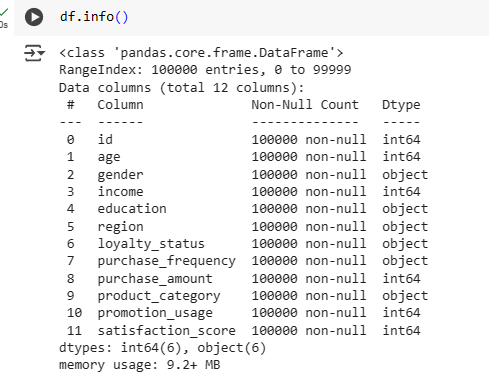 0s
df.info()
<class 'pandas.core.frame.DataFrame'>
RangeIndex: 100000 entries, 0 to 99999
Data columns (total 12 columns):
 #   Column              Non-Null Count   Dtype
---  ------              --------------   -----
 0   id                  100000 non-null  int64
 1   age                 100000 non-null  int64
 2   gender              100000 non-null  object
 3   income              100000 non-null  int64
 4   education           100000 non-null  object
 5   region              100000 non-null  object
 6   loyalty_status      100000 non-null  object
 7   purchase_frequency  100000 non-null  object
 8   purchase_amount     100000 non-null  int64
 9   product_category    100000 non-null  object
 10  promotion_usage     100000 non-null  int64
 11  satisfaction_score  100000 non-null  int64
dtypes: int64(6), object(6)
memory usage: 9.2+ MB